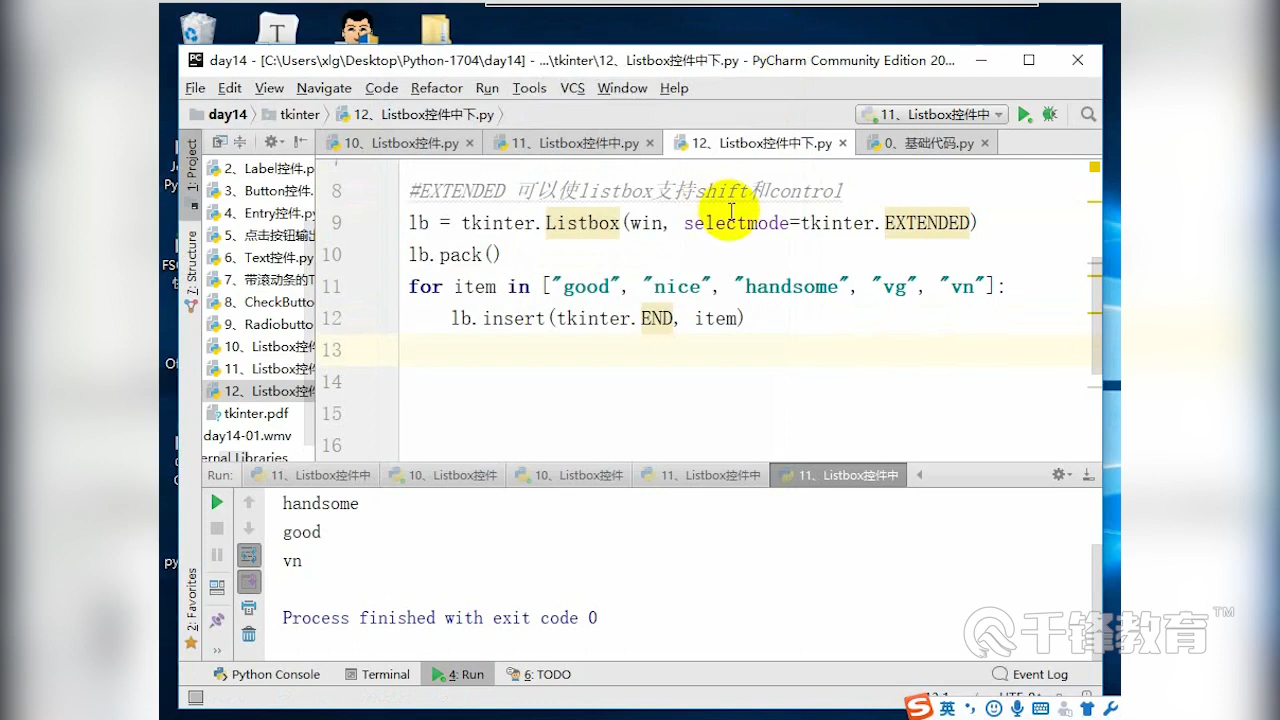 day14 - [C:\Users\xlg\Desktop\Python-1704\day14] - ...\tkinter\12、Listbox控件中下.py - PyCharm Community Edition 20...
File Edit View Navigate Code Refactor Run Tools VCS Window Help
day14 tkinter 12、Listbox控件中下.py 11、Listbox控件中
1: Project
10、Listbox控件.py 11、Listbox控件中.py 12、Listbox控件中下.py 0、基础代码.py
2、Label控件.p
3、Button控件.
4、Entry控件.py
5、点击按钮输出
6、Text控件.py
7、带滚动条的T
8、CheckButto
9、Radiobutto
10、Listbox控件
11、Listbox控件
12、Listbox控件
tkinter.pdf
day14-01.wmv
ernal Libraries
7: Structure
8 #EXTENDED 可以使listbox支持shift和control
9 lb = tkinter.Listbox(win, selectmode=tkinter.EXTENDED)
10 lb.pack()
11 for item in ["good", "nice", "handsome", "vg", "vn"]:
12 lb.insert(tkinter.END, item)
13
14
15
16
Run: 11、Listbox控件中 10、Listbox控件 10、Listbox控件 11、Listbox控件中 11、Listbox控件中
handsome
good
vn
Process finished with exit code 0
2: Favorites
Python Console Terminal 4: Run 6: TODO Event Log
英
千锋教育™